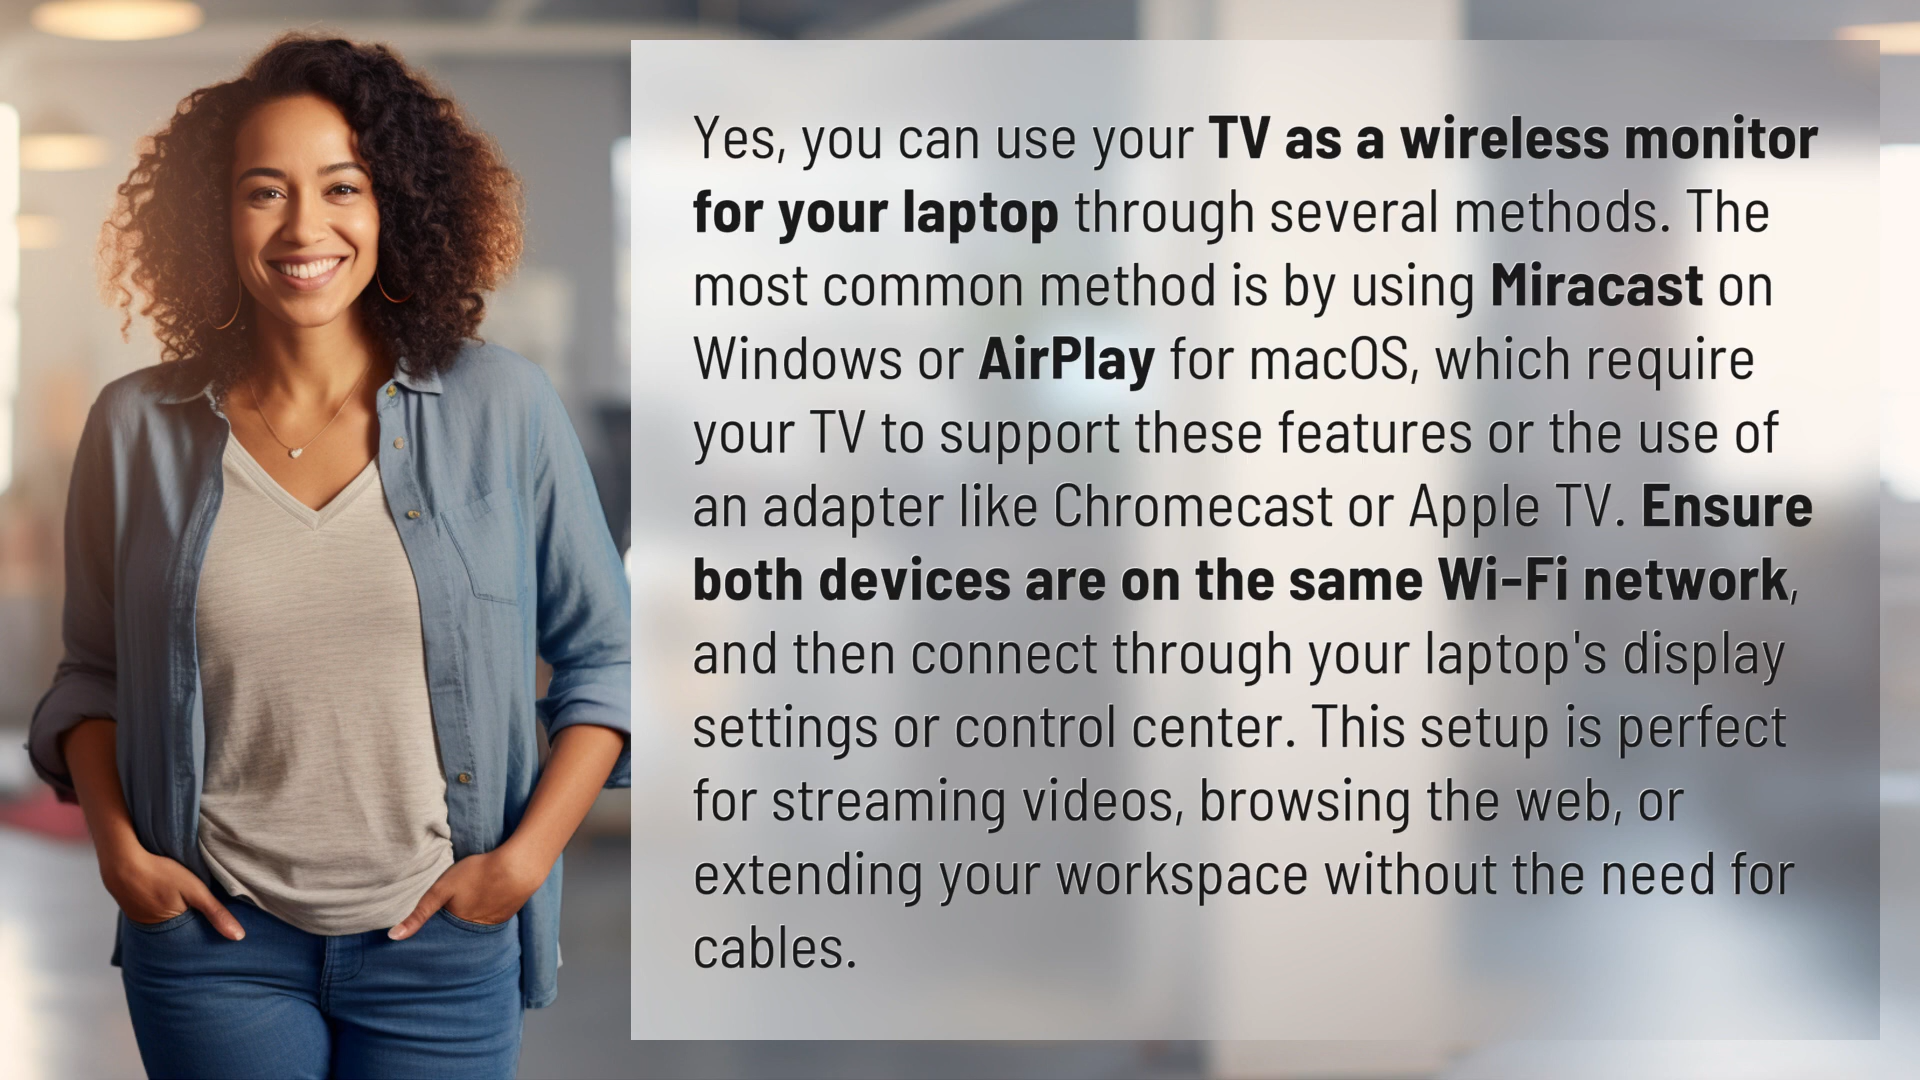 Yes, you can use your TV as a wireless monitor
for your laptop through several methods. The
most common method is by using Miracast on
Windows or AirPlay for macOS, which require
your TV to support these features or the use of
an adapter like Chromecast or Apple TV. Ensure
both devices are on the same Wi-Fi network,
and then connect through your laptop's display
settings or control center. This setup is perfect
for streaming videos, browsing the web, or
extending your workspace without the need for
cables.